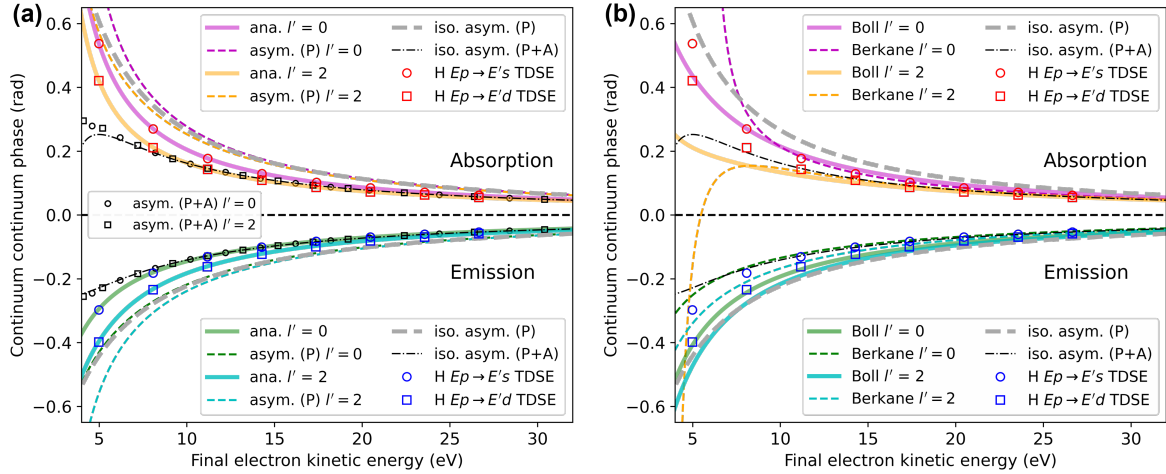 (a)
Continuum continuum phase (rad)
0.6
0.4
0.2
0.0
−0.2
−0.4
−0.6
ana. l′ = 0
asym. (P) l′ = 0
ana. l′ = 2
asym. (P) l′ = 2
iso. asym. (P)
iso. asym. (P+A)
H Ep→E′s TDSE
H Ep→E′d TDSE
Absorption
asym. (P+A) l′ = 0
asym. (P+A) l′ = 2
Emission
ana. l′ = 0
asym. (P) l′ = 0
ana. l′ = 2
asym. (P) l′ = 2
iso. asym. (P)
iso. asym. (P+A)
H Ep→E′s TDSE
H Ep→E′d TDSE
5 10 15 20 25 30
Final electron kinetic energy (eV)
(b)
Continuum continuum phase (rad)
0.6
0.4
0.2
0.0
−0.2
−0.4
−0.6
Boll l′ = 0
Berkane l′ = 0
Boll l′ = 2
Berkane l′ = 2
iso. asym. (P)
iso. asym. (P+A)
H Ep→E′s TDSE
H Ep→E′d TDSE
Absorption
Emission
Boll l′ = 0
Berkane l′ = 0
Boll l′ = 2
Berkane l′ = 2
iso. asym. (P)
iso. asym. (P+A)
H Ep→E′s TDSE
H Ep→E′d TDSE
5 10 15 20 25 30
Final electron kinetic energy (eV)